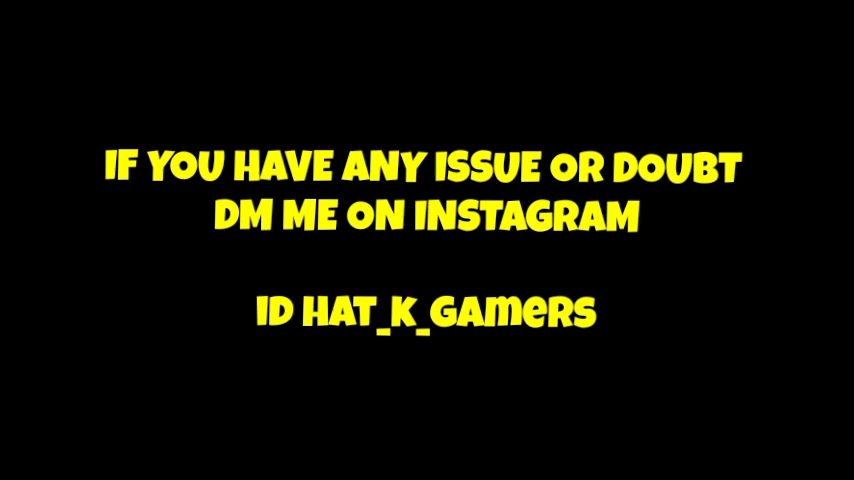 IF YOU HAVE ANY ISSUE OR DOUBT
DM ME ON INSTAGRAM
ID HAT_K_GAmeRS